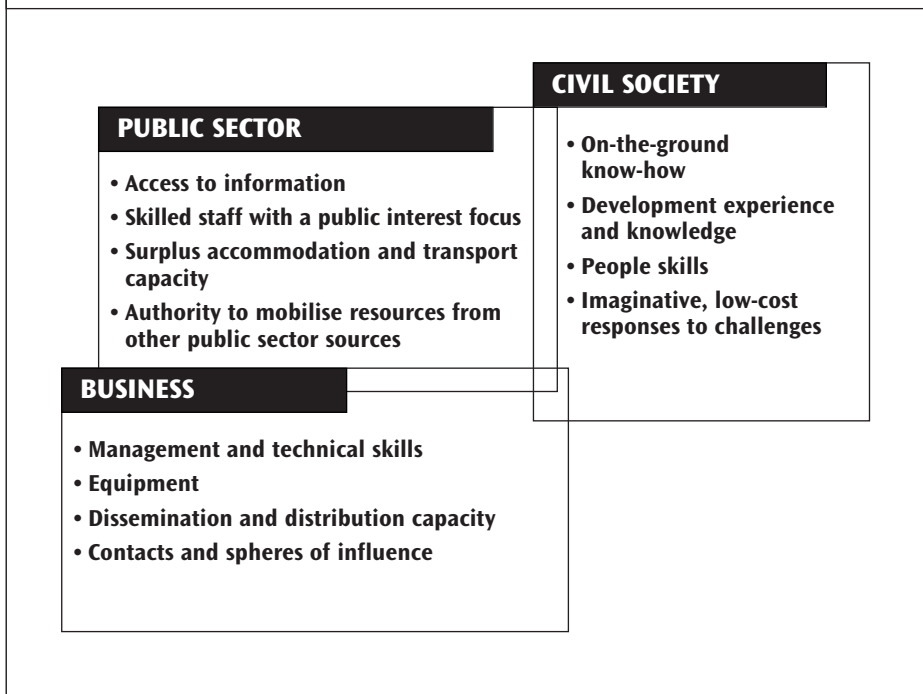 CIVIL SOCIETY
• On-the-ground
know-how
• Development experience
and knowledge
• People skills
• Imaginative, low-cost
responses to challenges
PUBLIC SECTOR
• Access to information
• Skilled staff with a public interest focus
• Surplus accommodation and transport
capacity
• Authority to mobilise resources from
other public sector sources
BUSINESS
• Management and technical skills
• Equipment
• Dissemination and distribution capacity
• Contacts and spheres of influence